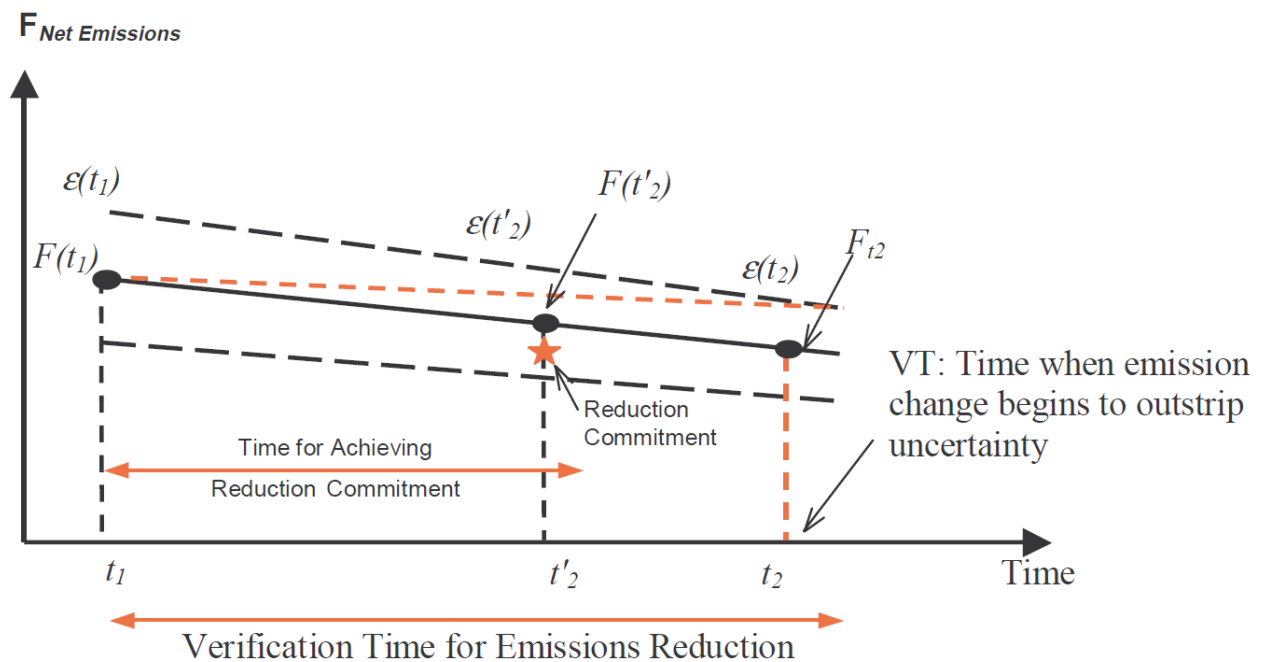 F Net Emissions
ε(t1)
F(t'2)
ε(t'2)
F(t1)
ε(t2)
Ft2
VT: Time when emission
change begins to outstrip
uncertainty
Reduction
Commitment
Time for Achieving
Reduction Commitment
t1
t'2
t2
Time
Verification Time for Emissions Reduction